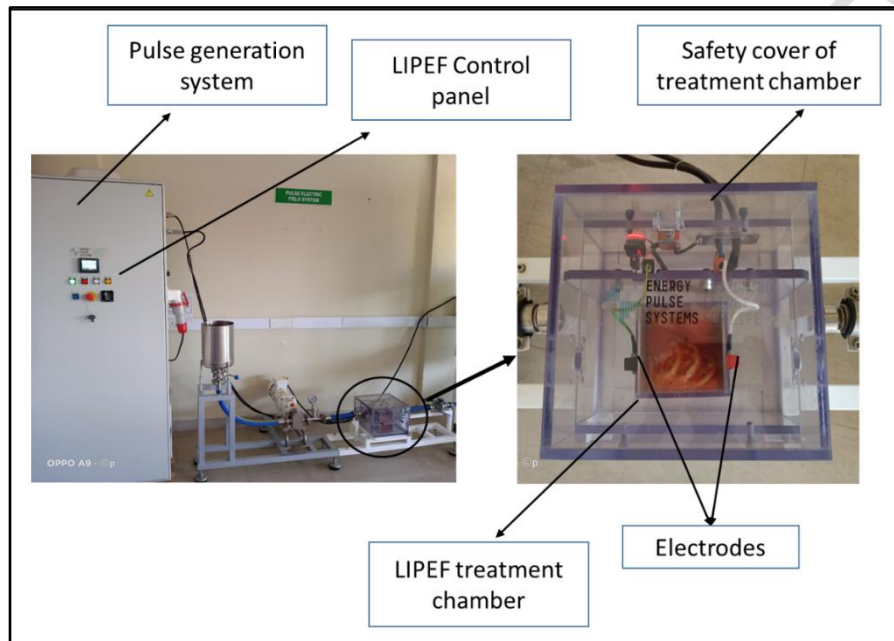 Pulse generation
system
LIPEF Control
panel
Safety cover of
treatment chamber
PULSE ELECTRIC
FIELD SYSTEM
ENERGY
PULSE
SYSTEMS
OPPO A9 · ©p
LIPEF treatment
chamber
Electrodes